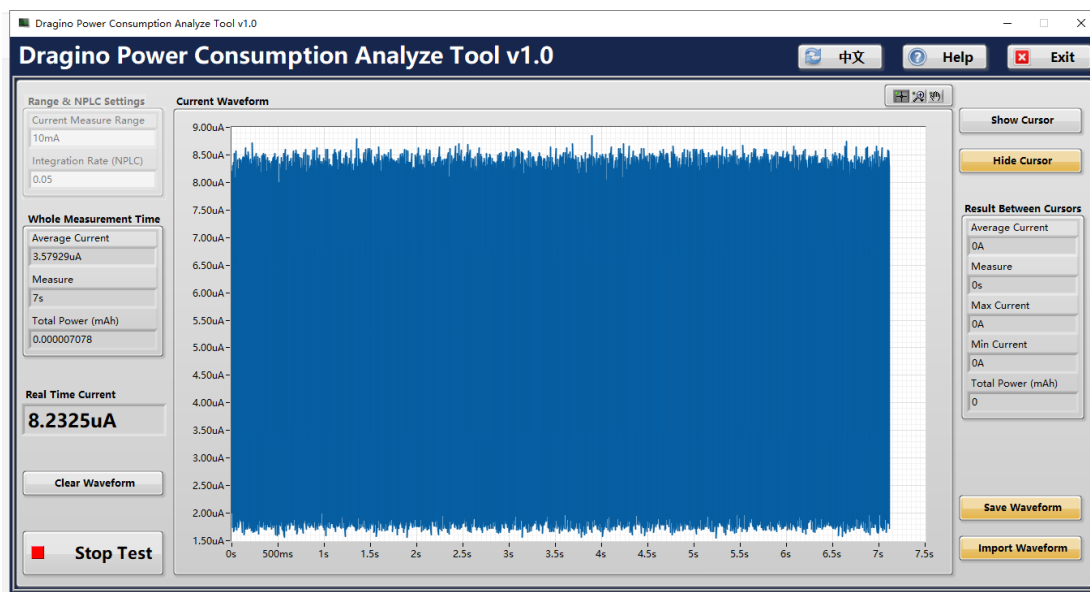 Dragino Power Consumption Analyze Tool v1.0
Dragino Power Consumption Analyze Tool v1.0
中文
Help
Exit
Range & NPLC Settings
Current Measure Range
10mA
Integration Rate (NPLC)
0.05
Whole Measurement Time
Average Current
3.57929uA
Measure
7s
Total Power (mAh)
0.000007078
Real Time Current
8.2325uA
Clear Waveform
Stop Test
Current Waveform
9.00uA
8.50uA
8.00uA
7.50uA
7.00uA
6.50uA
6.00uA
5.50uA
5.00uA
4.50uA
4.00uA
3.50uA
3.00uA
2.50uA
2.00uA
1.50uA
0s 500ms 1s 1.5s 2s 2.5s 3s 3.5s 4s 4.5s 5s 5.5s 6s 6.5s 7s 7.5s
Show Cursor
Hide Cursor
Result Between Cursors
Average Current
0A
Measure
0s
Max Current
0A
Min Current
0A
Total Power (mAh)
0
Save Waveform
Import Waveform